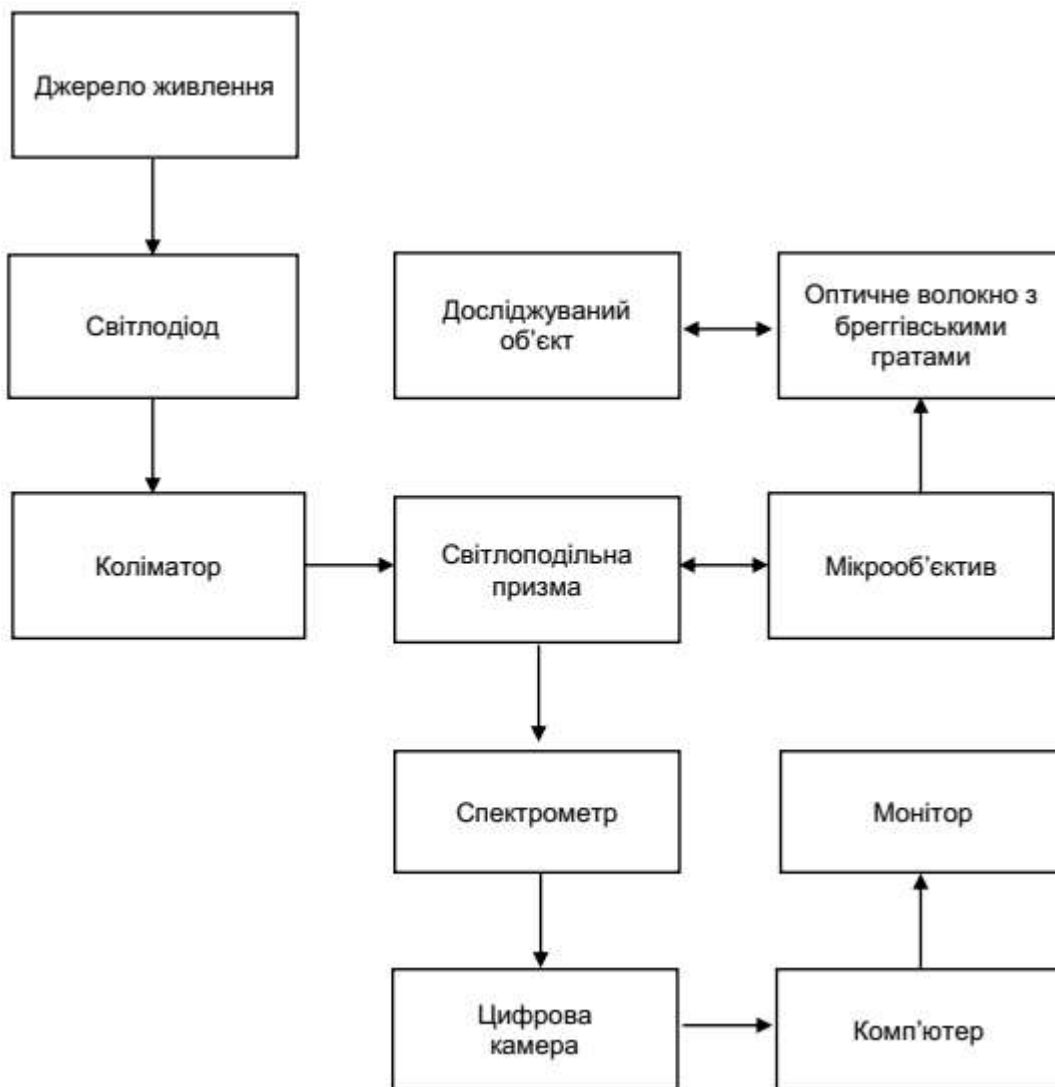 Джерело живлення
Світлодіод
Досліджуваний
об’єкт
Оптичне волокно з
бреггівськими
гратами
Коліматор
Світлоподільна
призма
Мікрооб’єктив
Спектрометр
Монітор
Цифрова
камера
Комп’ютер